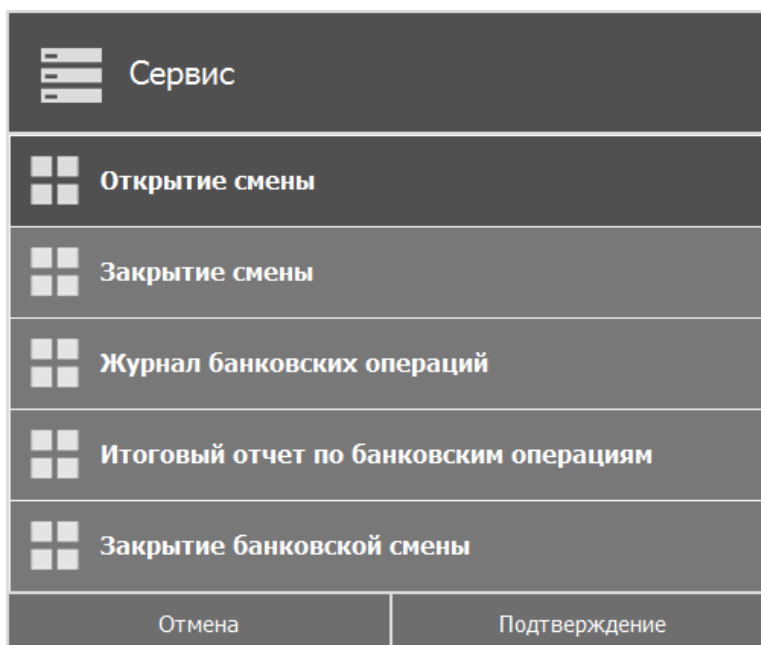 Сервис
Открытие смены
Закрытие смены
Журнал банковских операций
Итоговый отчет по банковским операциям
Закрытие банковской смены
Отмена
Подтверждение